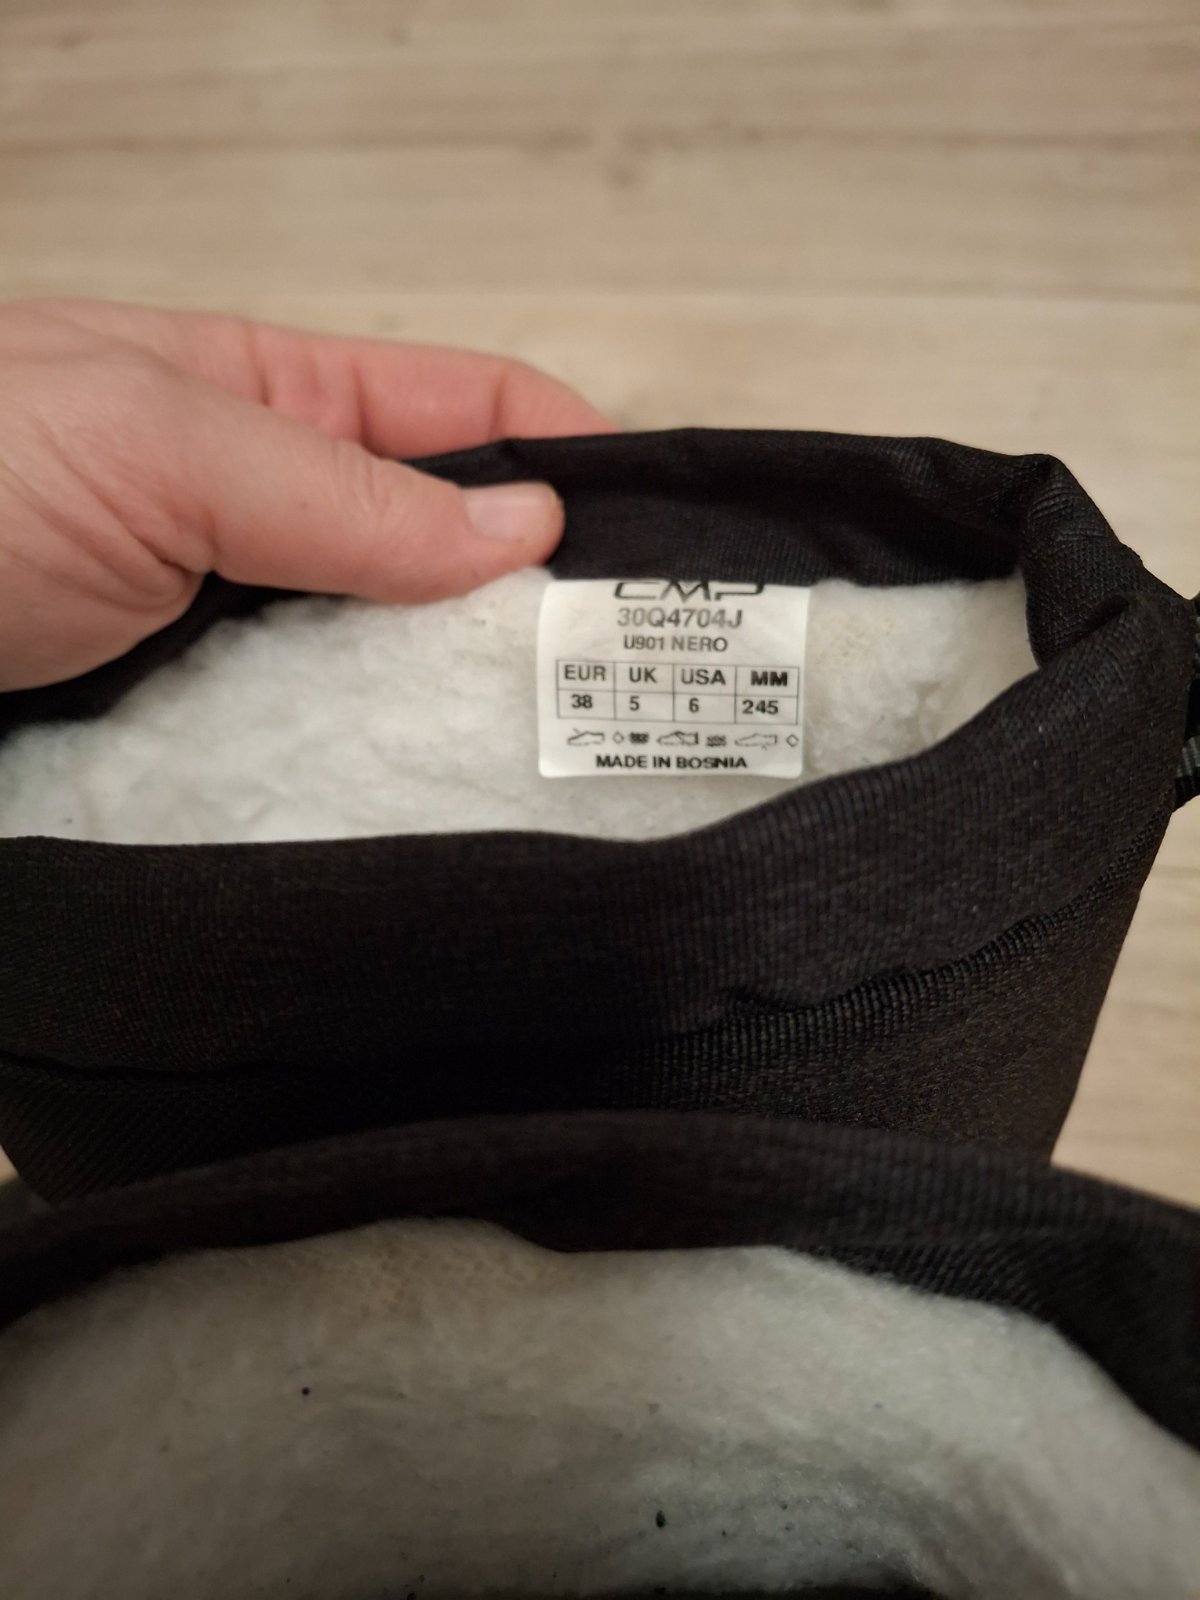 CMP
30Q4704J
U901 NERO
EUR UK USA MM
38 5 6 245
MADE IN BOSNIA